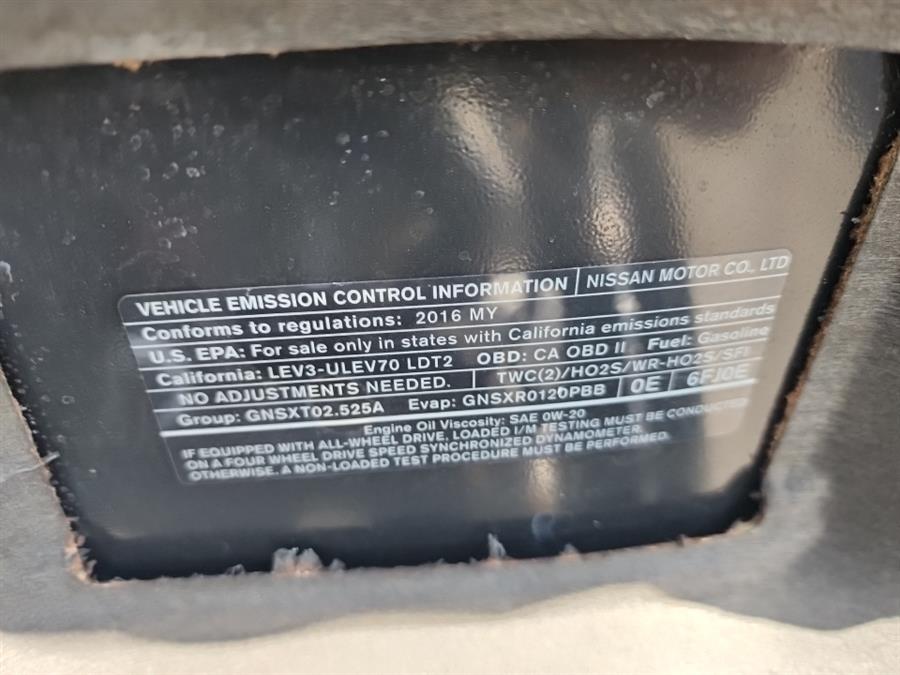 VEHICLE EMISSION CONTROL INFORMATION | NISSAN MOTOR CO., LTD
Conforms to regulations: 2016 MY
U.S. EPA: For sale only in states with California emissions standards
California: LEV3-ULEV70 LDT2 OBD: CA OBD II Fuel: Gasoline
NO ADJUSTMENTS NEEDED. TWC(2)/HO2S/WR-HO2S/SFI
Group: GNSXT02.525A Evap: GNSXR0120PBB 0E 6FJ0E
Engine Oil Viscosity: SAE 0W-20
IF EQUIPPED WITH ALL-WHEEL DRIVE, LOADED I/M TESTING MUST BE CONDUCTED
ON A FOUR WHEEL DRIVE SPEED SYNCHRONIZED DYNAMOMETER.
OTHERWISE, A NON-LOADED TEST PROCEDURE MUST BE PERFORMED.